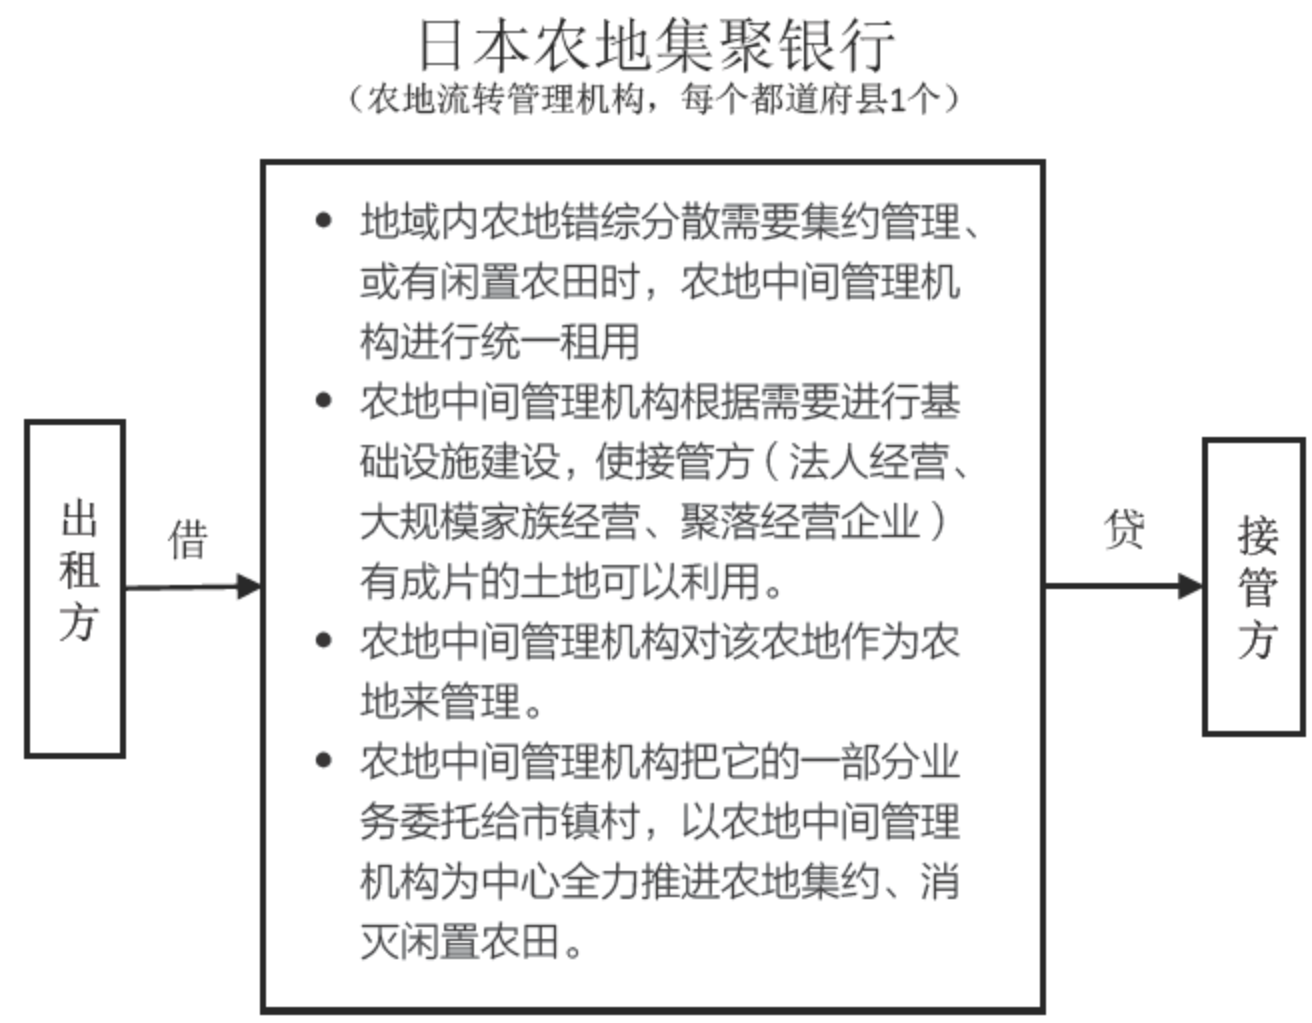 日本农地集聚银行
（农地流转管理机构，每个都道府县1个）
• 地域内农地错综分散需要集约管理、
或有闲置农田时，农地中间管理机
构进行统一租用
• 农地中间管理机构根据需要进行基
础设施建设，使接管方（法人经营、
大规模家族经营、聚落经营企业）
有成片的土地可以利用。
• 农地中间管理机构对该农地作为农
地来管理。
• 农地中间管理机构把它的一部分业
务委托给市镇村，以农地中间管理
机构为中心全力推进农地集约、消
灭闲置农田。
出租方
借
贷
接管方